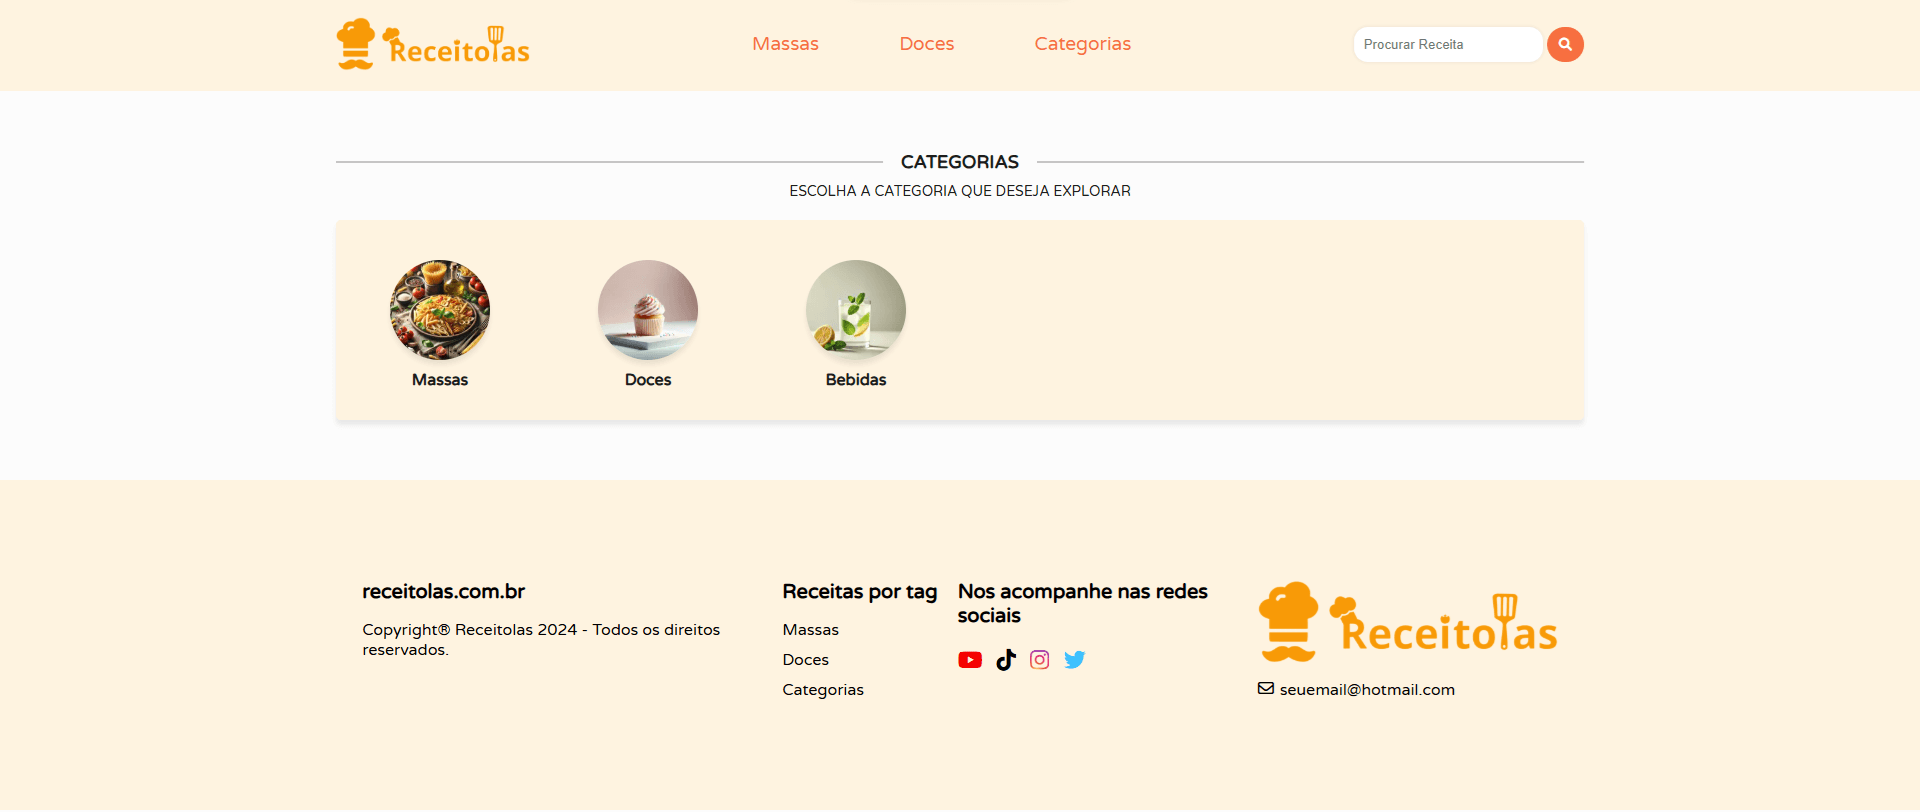 Receitolas
Massas
Doces
Categorias
Procurar Receita
CATEGORIAS
ESCOLHA A CATEGORIA QUE DESEJA EXPLORAR
Massas
Doces
Bebidas
receitolas.com.br
Copyright® Receitolas 2024 - Todos os direitos
reservados.
Receitas por tag
Massas
Doces
Categorias
Nos acompanhe nas redes
sociais
Receitolas
seuemail@hotmail.com